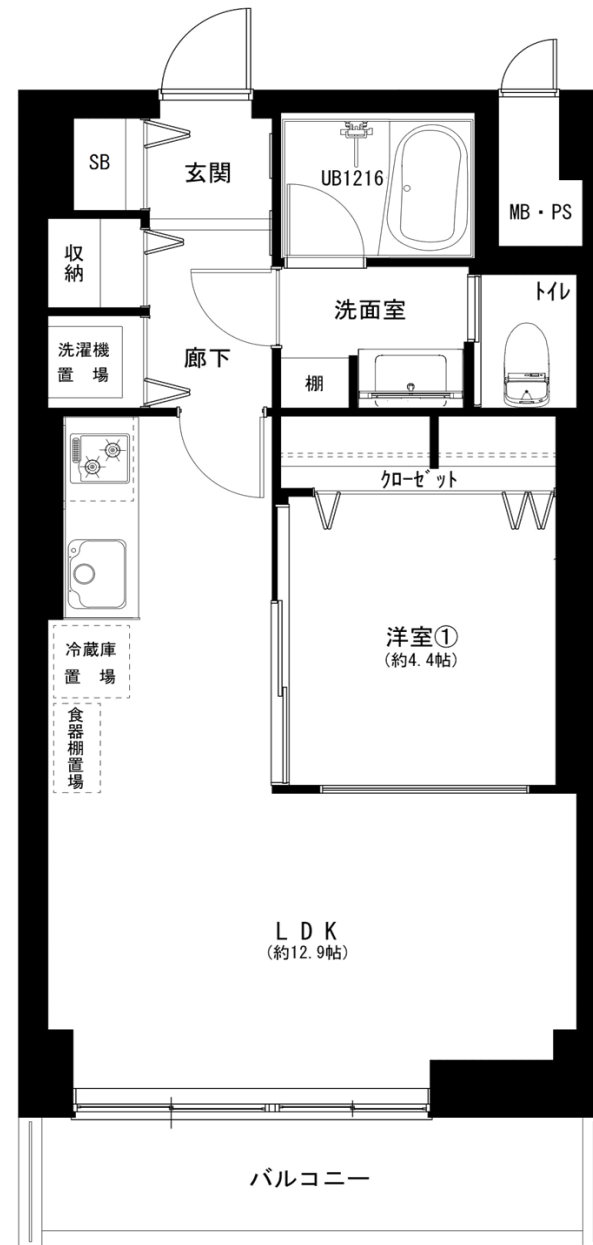 SB
玄関
UB1216
MB・PS
収
納
洗面室
トイレ
洗濯機
置 場
廊下
棚
クローゼット
洋室①
(約4.4帖)
冷蔵庫
置 場
食
器
棚
置
場
LDK
(約12.9帖)
バルコニー